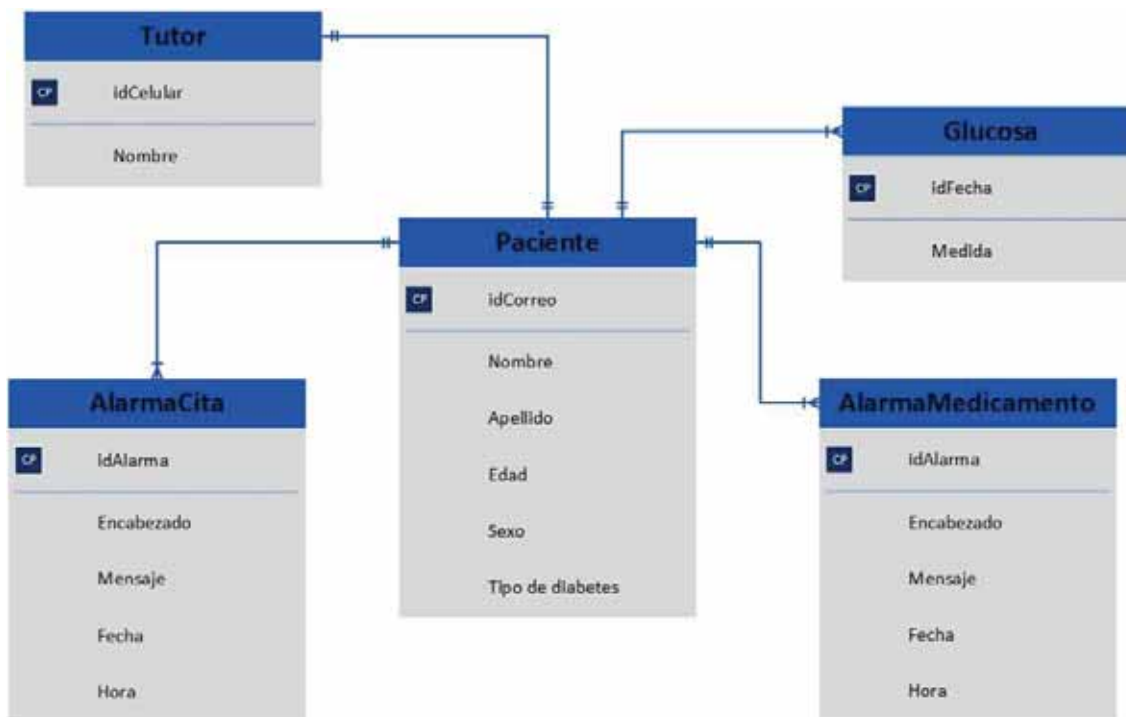 Tutor
CP idCelular
Nombre
Glucosa
CP idFecha
Medida
Paciente
CP idCorreo
Nombre
Apellido
Edad
Sexo
Tipo de diabetes
AlarmaCita
CP idAlarma
Encabezado
Mensaje
Fecha
Hora
AlarmaMedicamento
CP idAlarma
Encabezado
Mensaje
Fecha
Hora